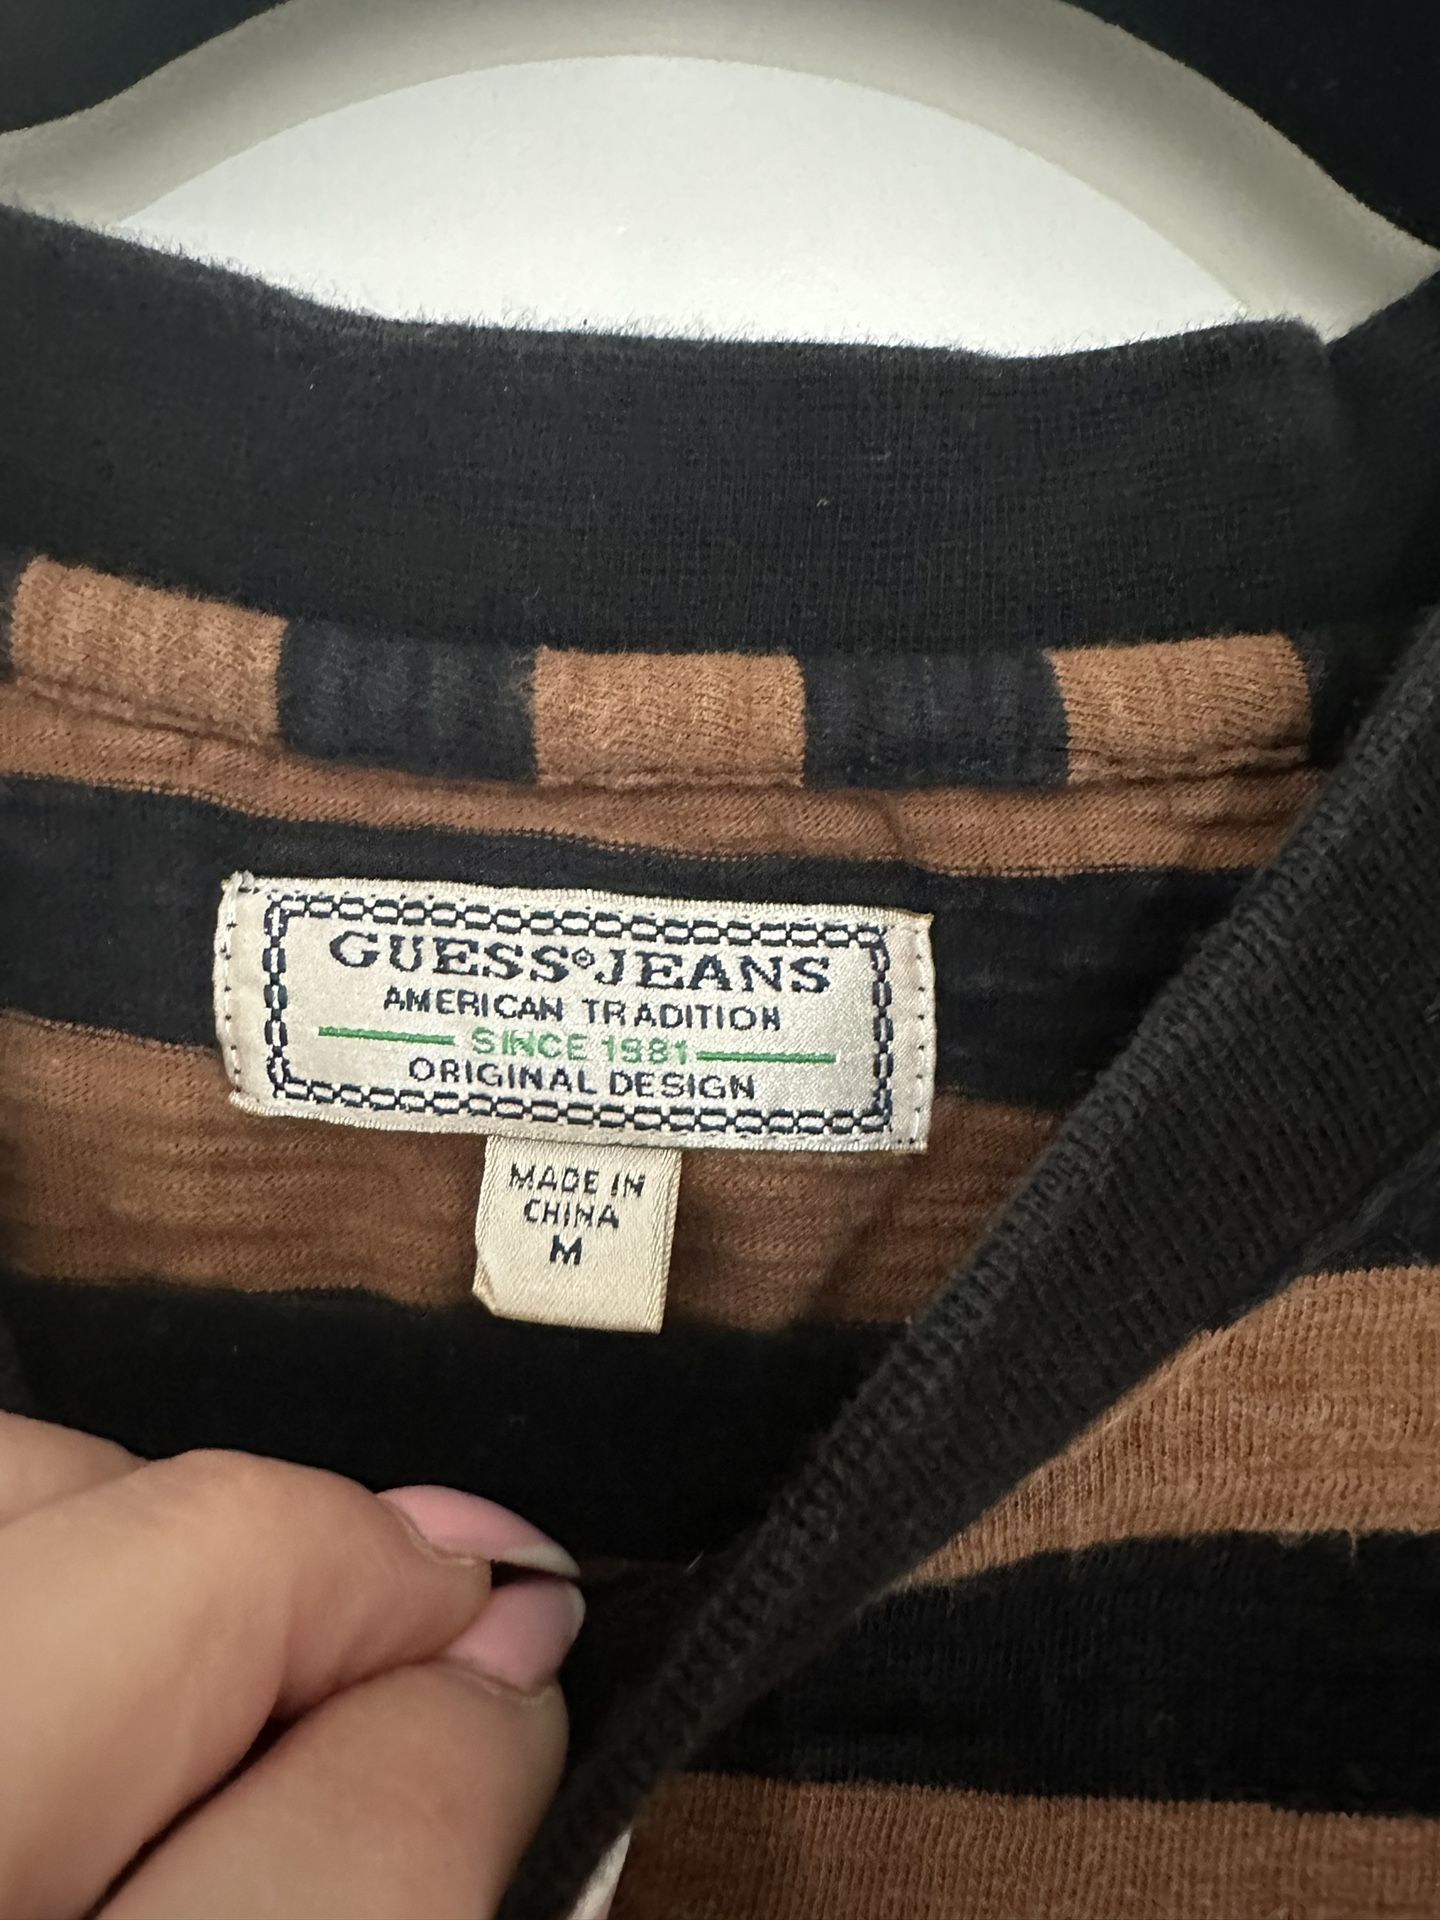 GUESS® JEANS
AMERICAN TRADITION
SINCE 1981
ORIGINAL DESIGN
MADE IN
CHINA
M